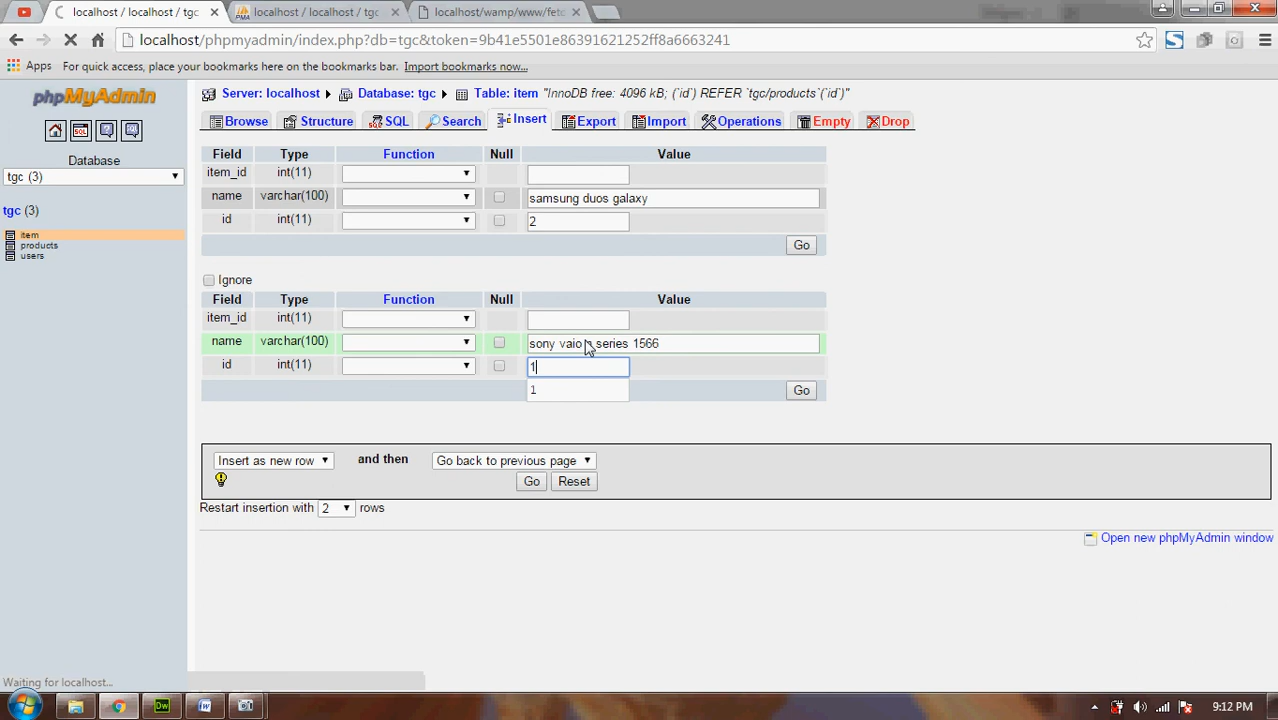 localhost / localhost / tgc
localhost / localhost / tgc
localhost/wamp/www/fetc
localhost/phpmyadmin/index.php?db=tgc&token=9b41e5501e86391621252ff8a6663241
Apps For quick access, place your bookmarks here on the bookmarks bar. Import bookmarks now...
phpMyAdmin
Server: localhost Database: tgc Table: item "InnoDB free: 4096 kB; (`id`) REFER `tgc/products`(`id`)"
Browse Structure SQL Search Insert Export Import Operations Empty Drop
Database
tgc (3)
tgc (3)
item
products
users
Field Type Function Null Value
item_id int(11)
name varchar(100) samsung duos galaxy
id int(11) 2
Go
Ignore
Field Type Function Null Value
item_id int(11)
name varchar(100) sony vaio series 1566
id int(11) 1
1
Go
Insert as new row and then Go back to previous page
Go Reset
Restart insertion with 2 rows
Open new phpMyAdmin window
Waiting for localhost...
9:12 PM